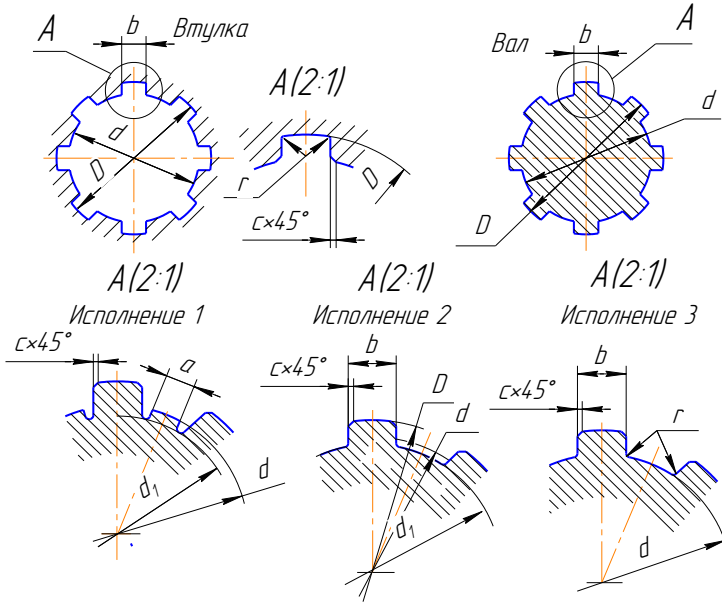 A
b
Втулка
d
D
A(2:1)
r
D
c×45°
Вал
b
A
d
D
A(2:1)
Исполнение 1
c×45°
a
d₁
d
A(2:1)
Исполнение 2
c×45°
b
D
d
d₁
A(2:1)
Исполнение 3
c×45°
b
r
d